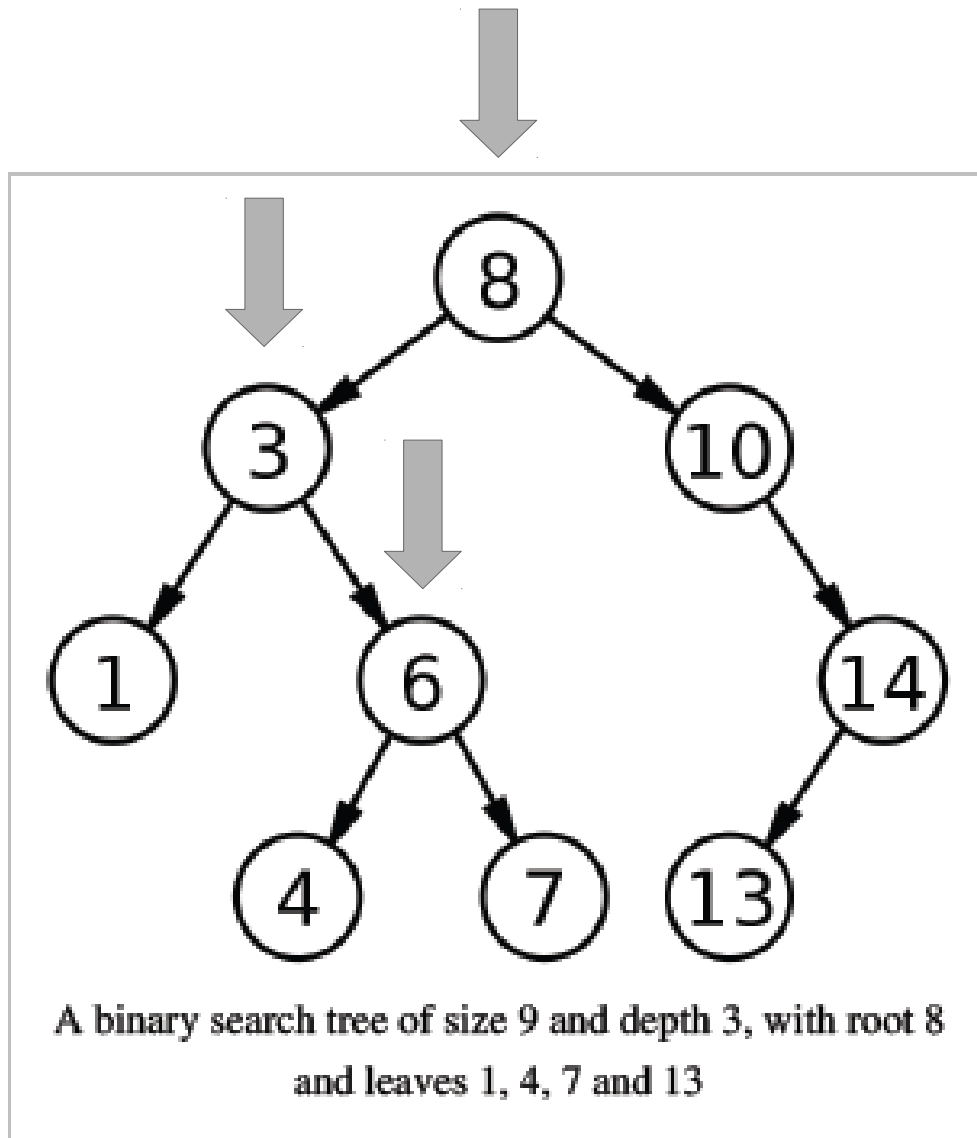 8
3 10
1 6 14
4 7 13
A binary search tree of size 9 and depth 3, with root 8
and leaves 1, 4, 7 and 13